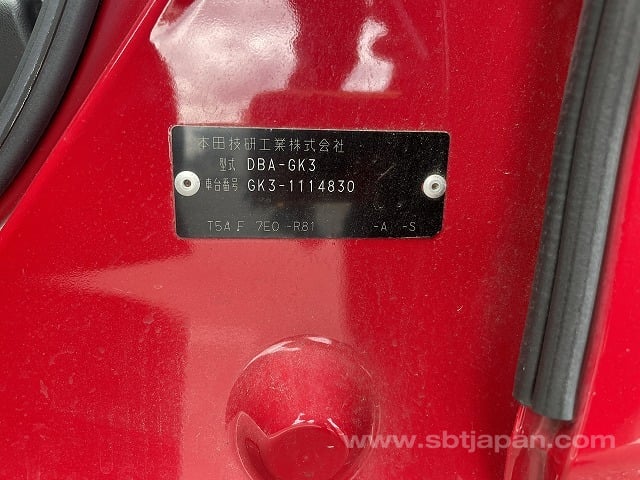 本田技研工業株式会社
型式 DBA-GK3
車台番号 GK3-1114830
T5A F 7E0 -R81 -A -S
www.sbtjapan.com